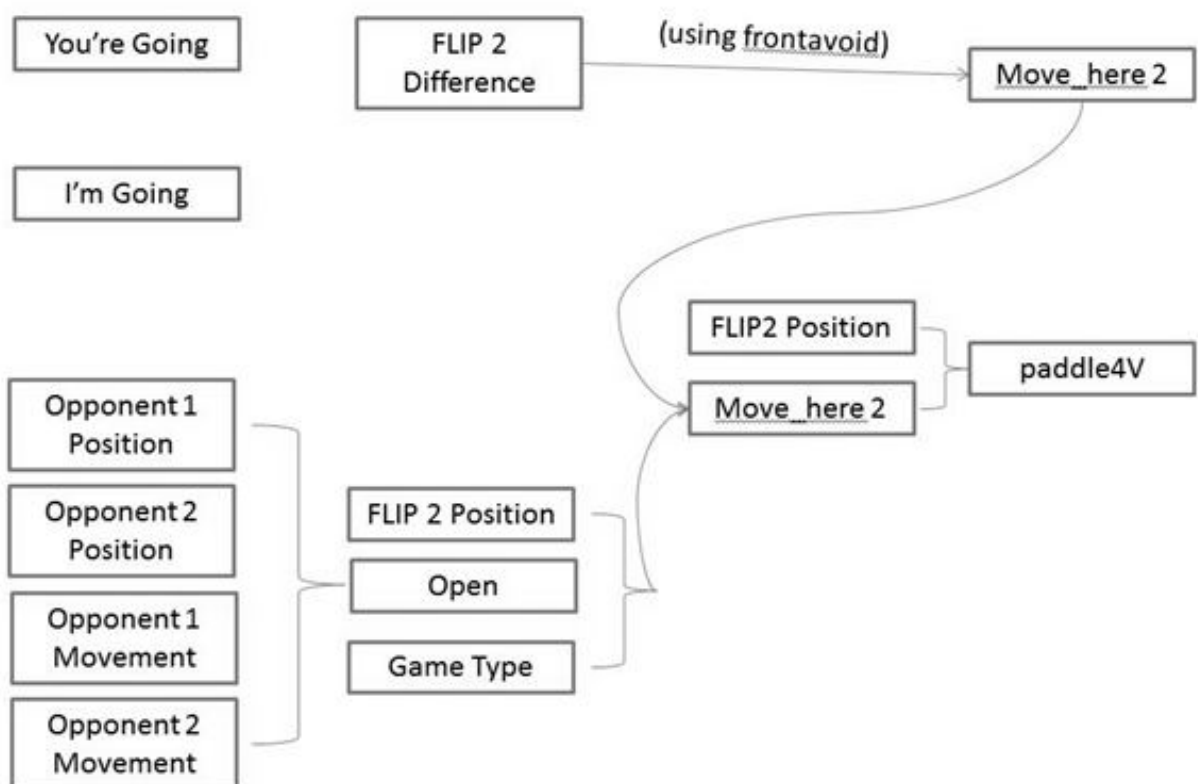 You're Going
FLIP 2
Difference
(using frontavoid)
Move_here 2
I'm Going
FLIP2 Position
paddle4V
Move_here 2
Opponent 1
Position
Opponent 2
Position
Opponent 1
Movement
Opponent 2
Movement
FLIP 2 Position
Open
Game Type